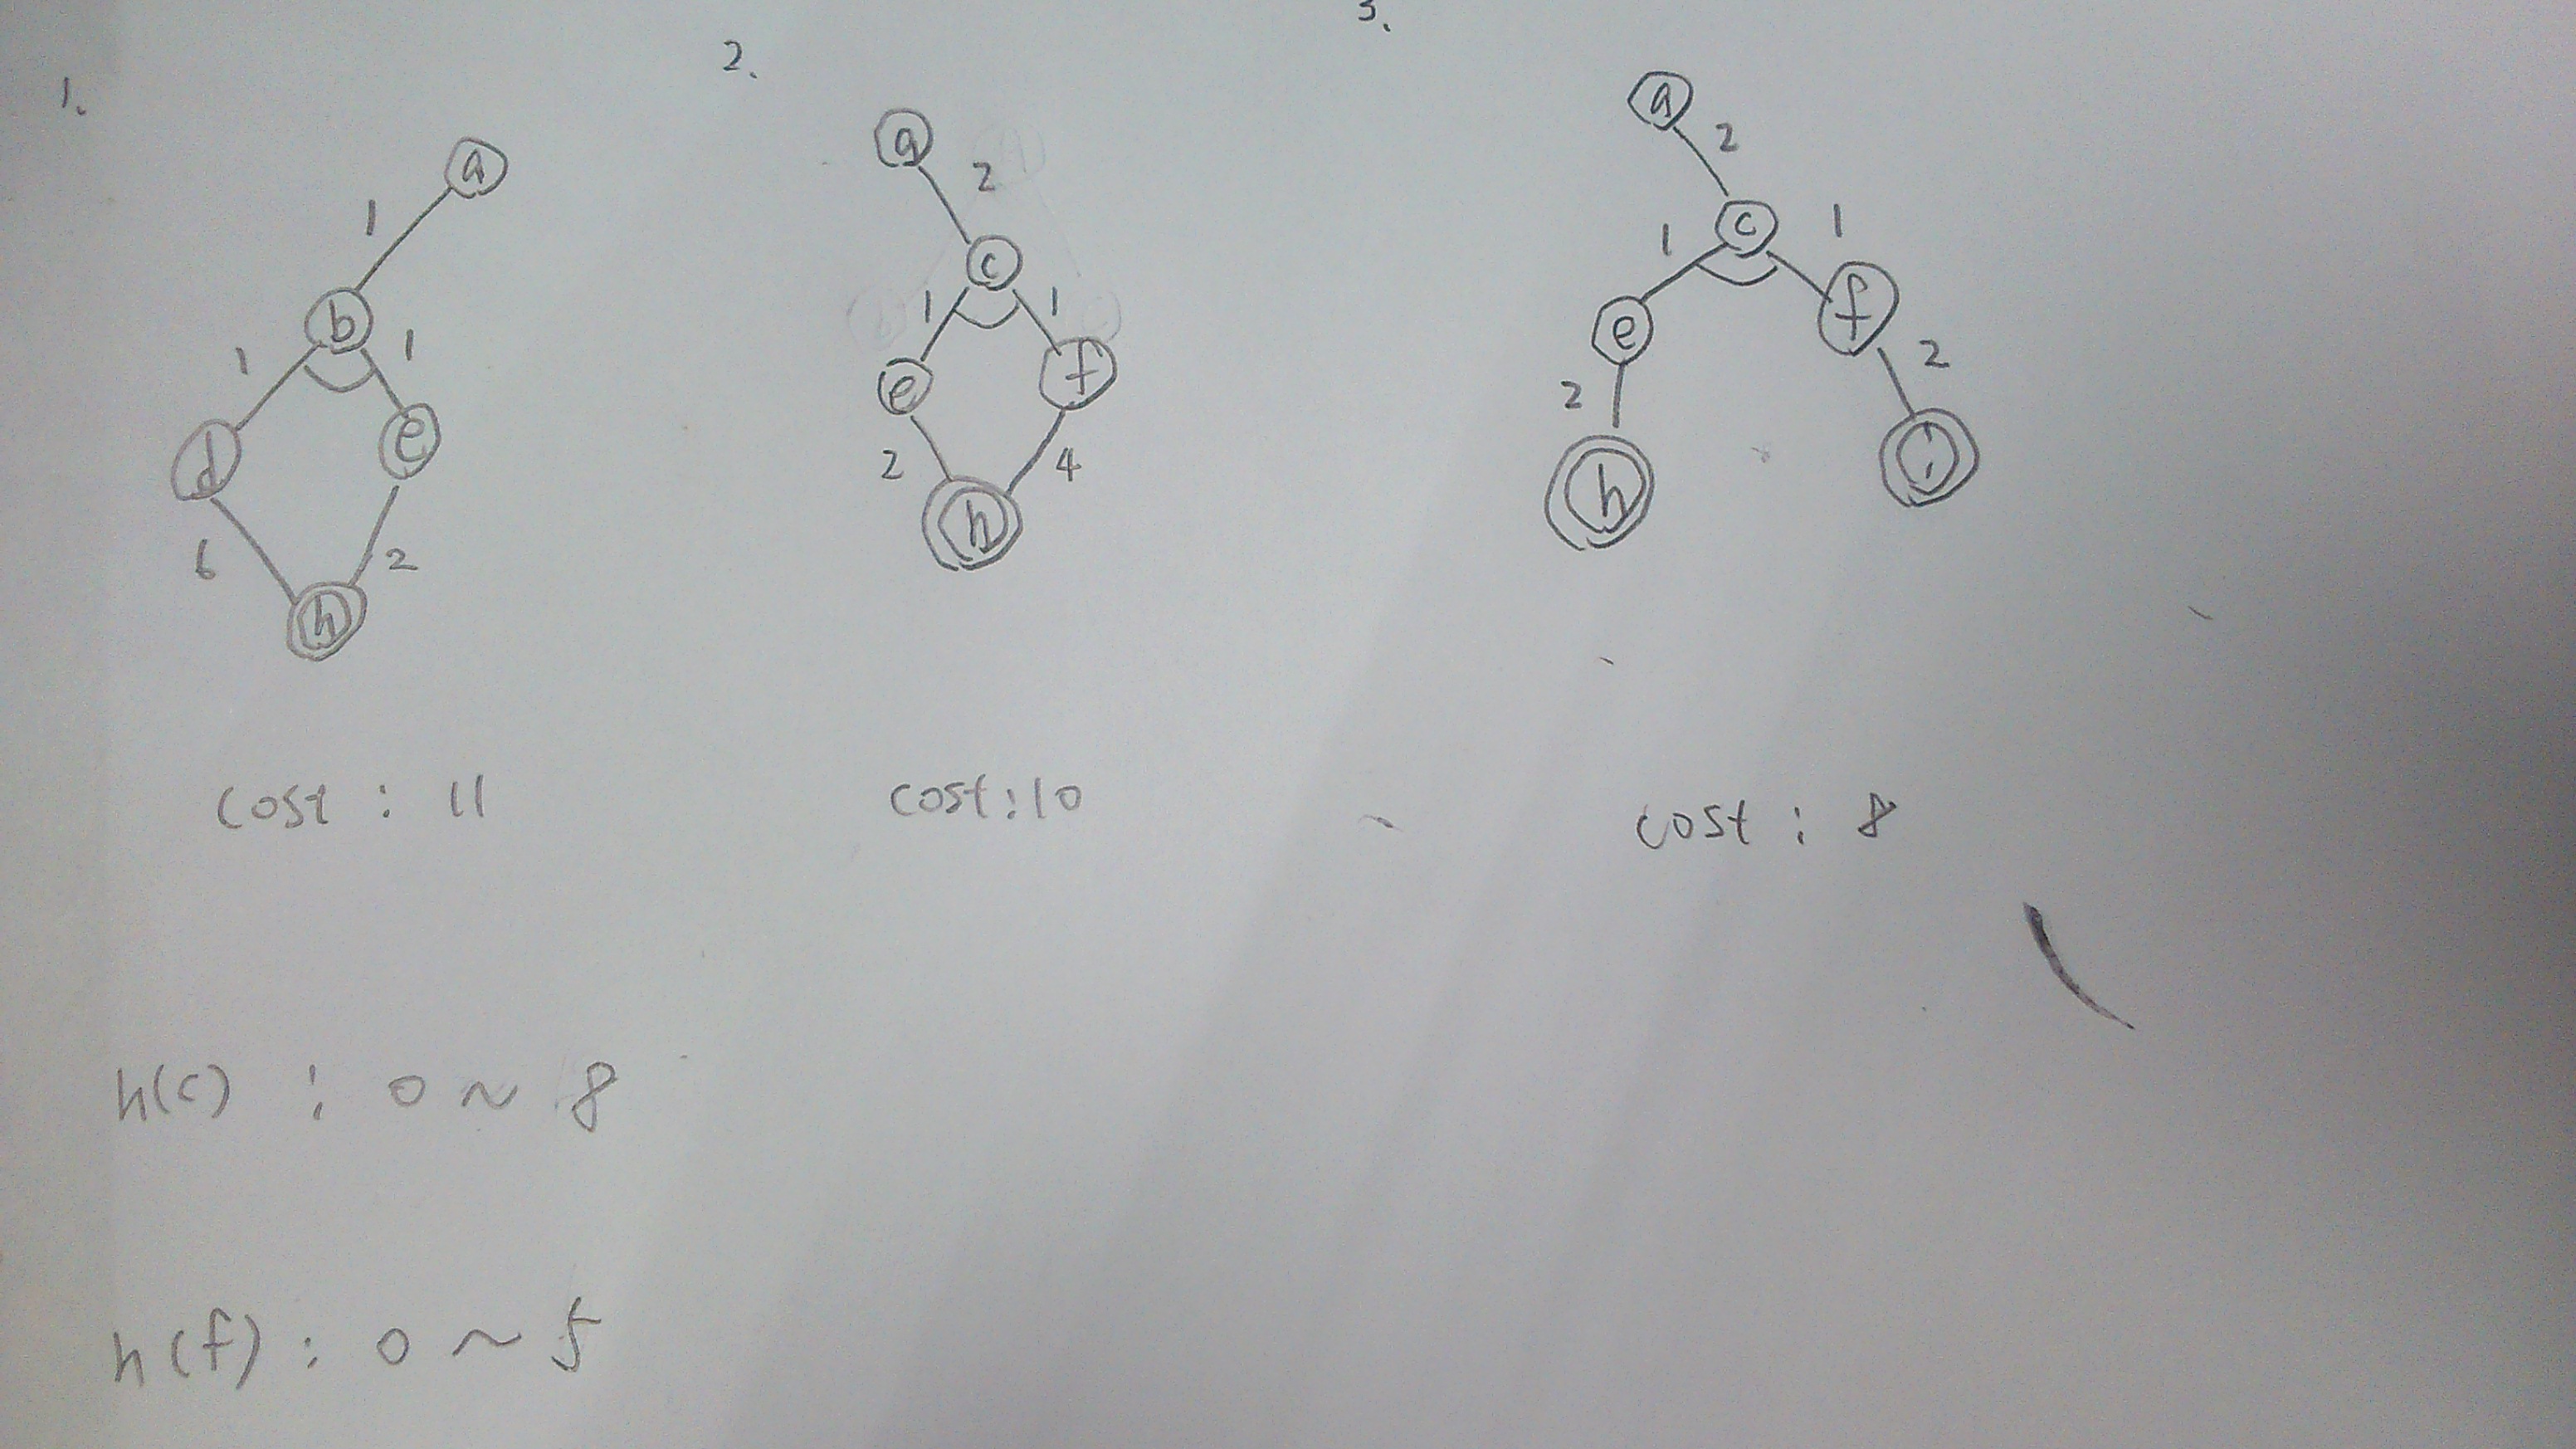 1. 2. 3.
a a a
1 2 2
b c c
1 1 1 1 1 1
d e e f e f
6 2 2 4 2 2
h h h i
cost : 11 cost : 10 cost : 8
h(c) : 0 ~ 8
h(f) : 0 ~ 5